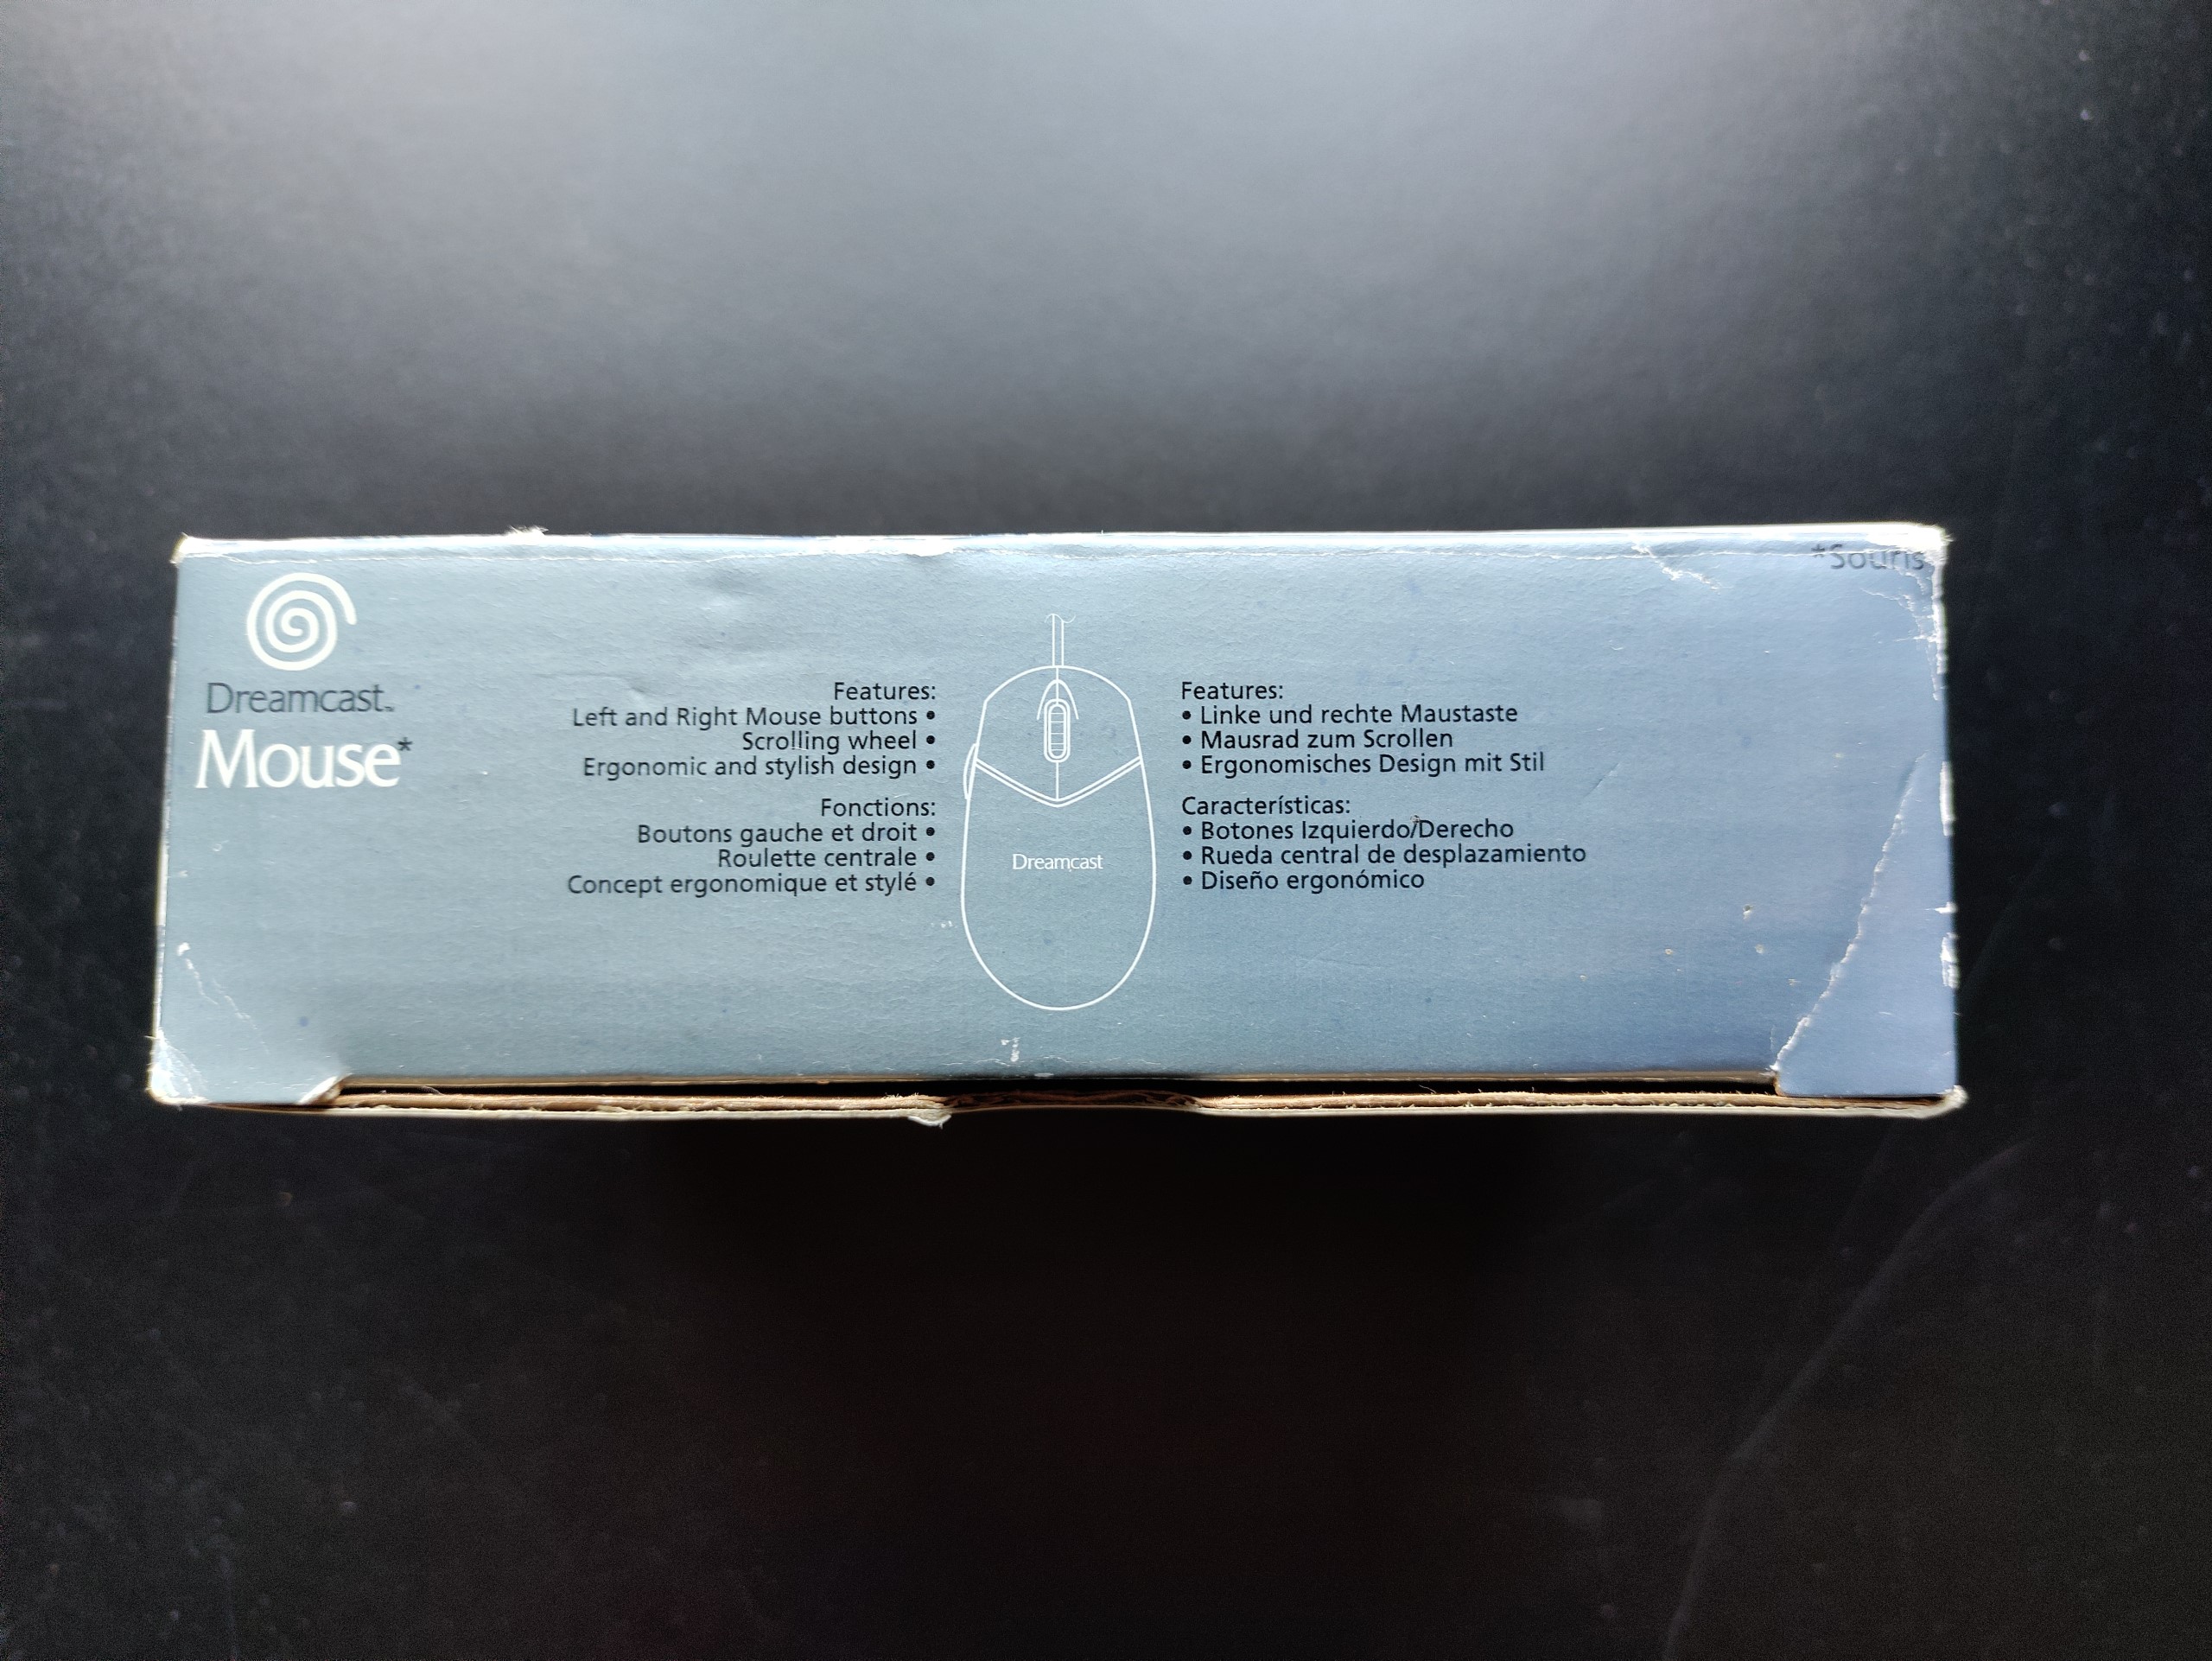 *Souris
Dreamcast™
Mouse*
Features:
Left and Right Mouse buttons •
Scrolling wheel •
Ergonomic and stylish design •
Fonctions:
Boutons gauche et droit •
Roulette centrale •
Concept ergonomique et stylé •
Dreamcast
Features:
• Linke und rechte Maustaste
• Mausrad zum Scrollen
• Ergonomisches Design mit Stil
Características:
• Botones Izquierdo/Derecho
• Rueda central de desplazamiento
• Diseño ergonómico